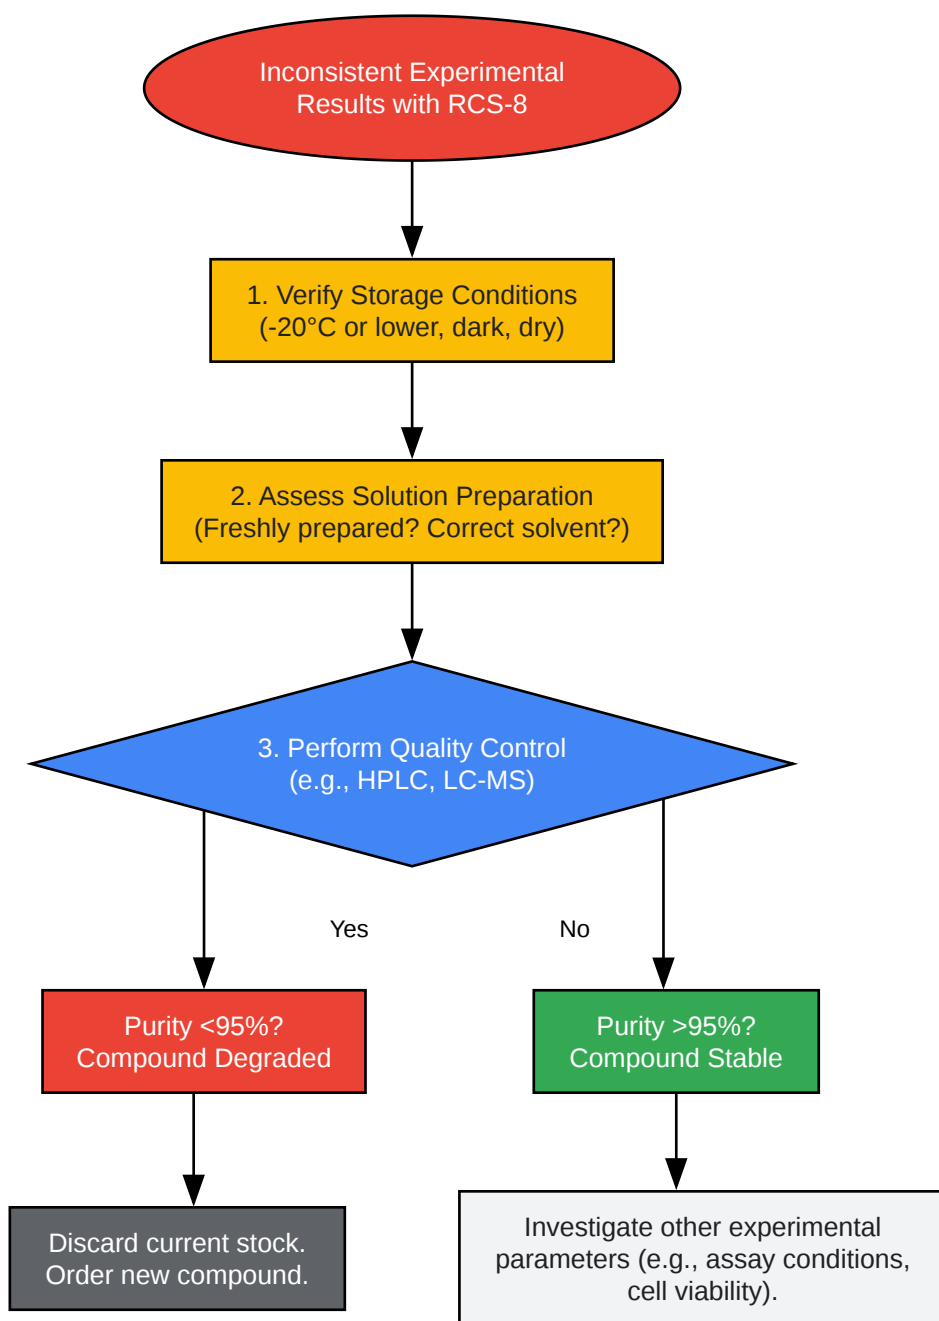 Inconsistent Experimental
Results with RCS-8
1. Verify Storage Conditions
(-20°C or lower, dark, dry)
2. Assess Solution Preparation
(Freshly prepared? Correct solvent?)
3. Perform Quality Control
(e.g., HPLC, LC-MS)
Yes
No
Purity <95%?
Compound Degraded
Purity >95%?
Compound Stable
Discard current stock.
Order new compound.
Investigate other experimental
parameters (e.g., assay conditions,
cell viability).